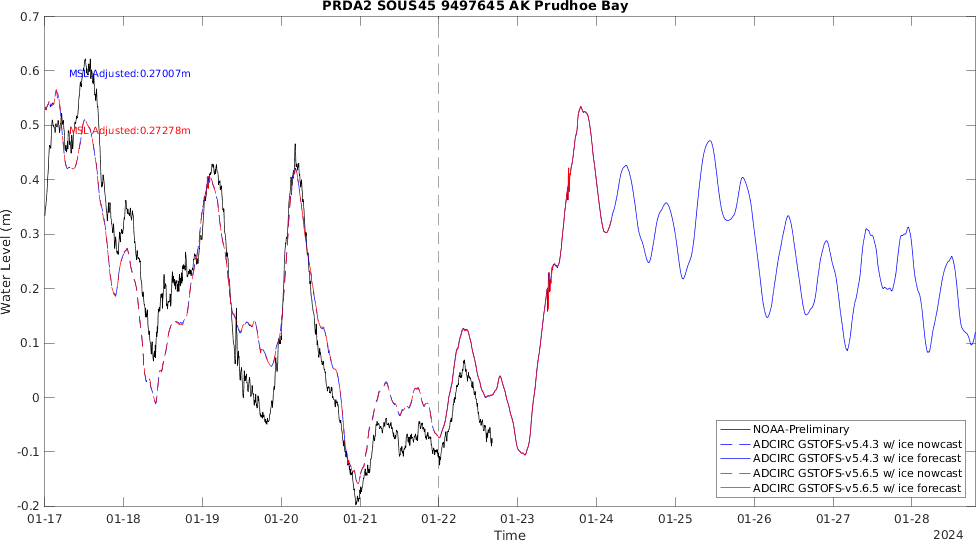 PRDA2 SOUS45 9497645 AK Prudhoe Bay
0.7
0.6
0.5
0.4
0.3
0.2
0.1
0
-0.1
-0.2
Water Level (m)
MSL Adjusted:0.27007m
MSL Adjusted:0.27278m
NOAA-Preliminary
ADCIRC GSTOFS-v5.4.3 w/ ice nowcast
ADCIRC GSTOFS-v5.4.3 w/ ice forecast
ADCIRC GSTOFS-v5.6.5 w/ ice nowcast
ADCIRC GSTOFS-v5.6.5 w/ ice forecast
01-17 01-18 01-19 01-20 01-21 01-22 01-23 01-24 01-25 01-26 01-27 01-28
Time
2024